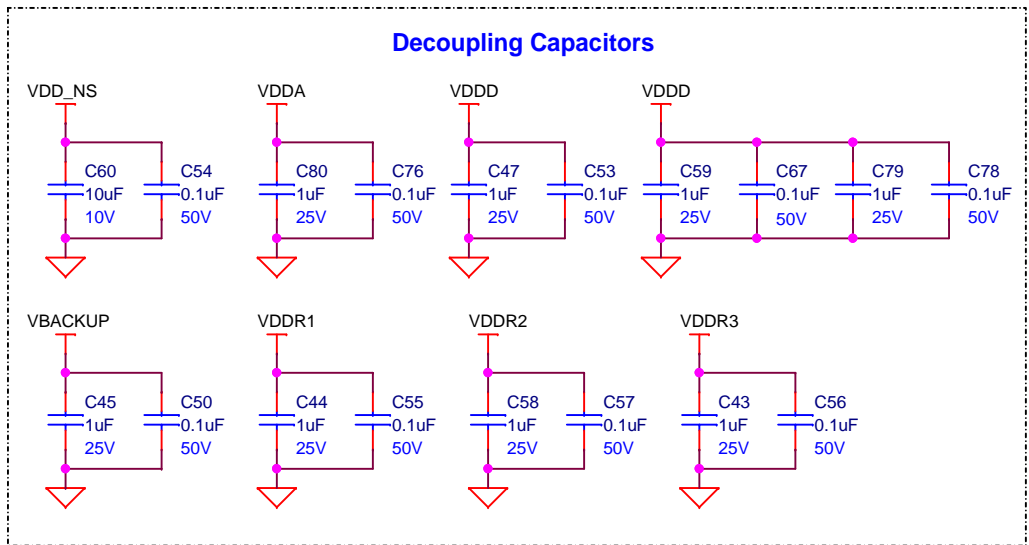 Decoupling Capacitors
VDD_NS VDDA VDDD VDDD
C60 C54 C80 C76 C47 C53 C59 C67 C79 C78
10uF 0.1uF 1uF 0.1uF 1uF 0.1uF 1uF 0.1uF 1uF 0.1uF
10V 50V 25V 50V 25V 50V 25V 50V 25V 50V
VBACKUP VDDR1 VDDR2 VDDR3
C45 C50 C44 C55 C58 C57 C43 C56
1uF 0.1uF 1uF 0.1uF 1uF 0.1uF 1uF 0.1uF
25V 50V 25V 50V 25V 50V 25V 50V